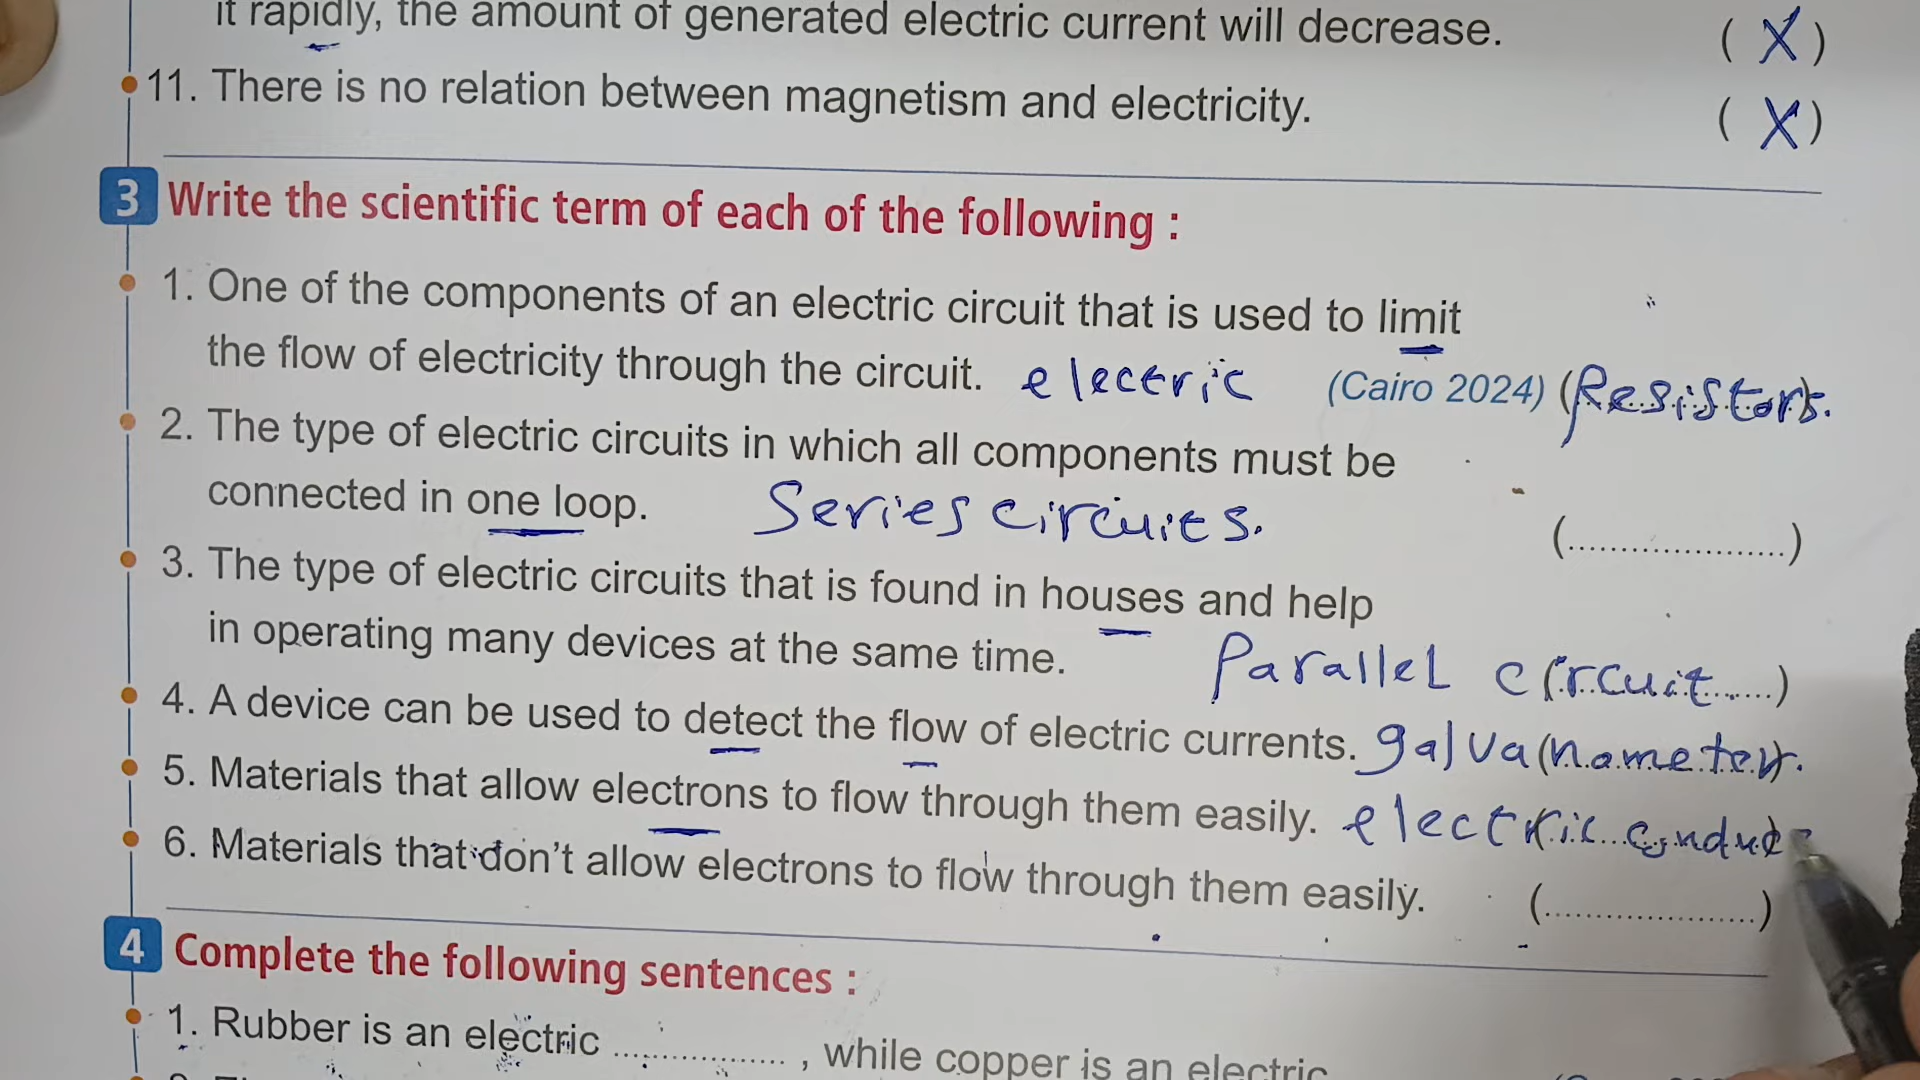 it rapidly, the amount of generated electric current will decrease. (X)
11. There is no relation between magnetism and electricity. (X)
3 Write the scientific term of each of the following :
1. One of the components of an electric circuit that is used to limit
the flow of electricity through the circuit. electric (Cairo 2024) (Resistors.)
2. The type of electric circuits in which all components must be
connected in one loop. Series circuits. (....................)
3. The type of electric circuits that is found in houses and help
in operating many devices at the same time. Parallel circuit
4. A device can be used to detect the flow of electric currents. galvanometer.
5. Materials that allow electrons to flow through them easily. electric conduc
6. Materials that don't allow electrons to flow through them easily. (....................)
4 Complete the following sentences :
1. Rubber is an electric ................. , while copper is an electric